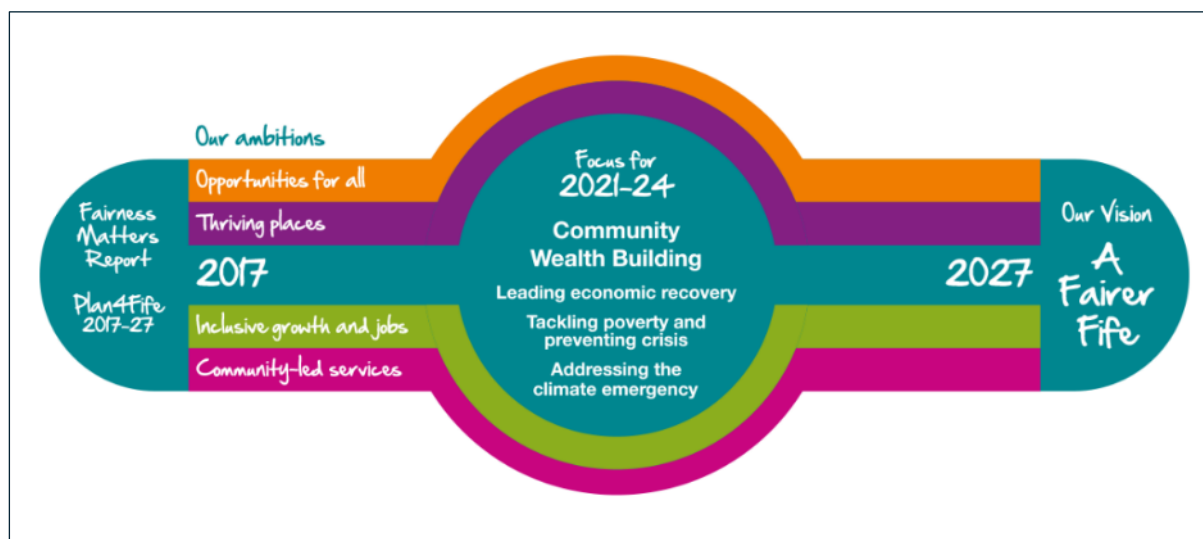 Fairness
Matters
Report
Plan4Fife
2017-27
Our ambitions
Opportunities for all
Thriving places
2017
Inclusive growth and jobs
Community-led services
Focus for
2021-24
Community
Wealth Building
Leading economic recovery
Tackling poverty and
preventing crisis
Addressing the
climate emergency
2027
Our Vision
A
Fairer
Fife